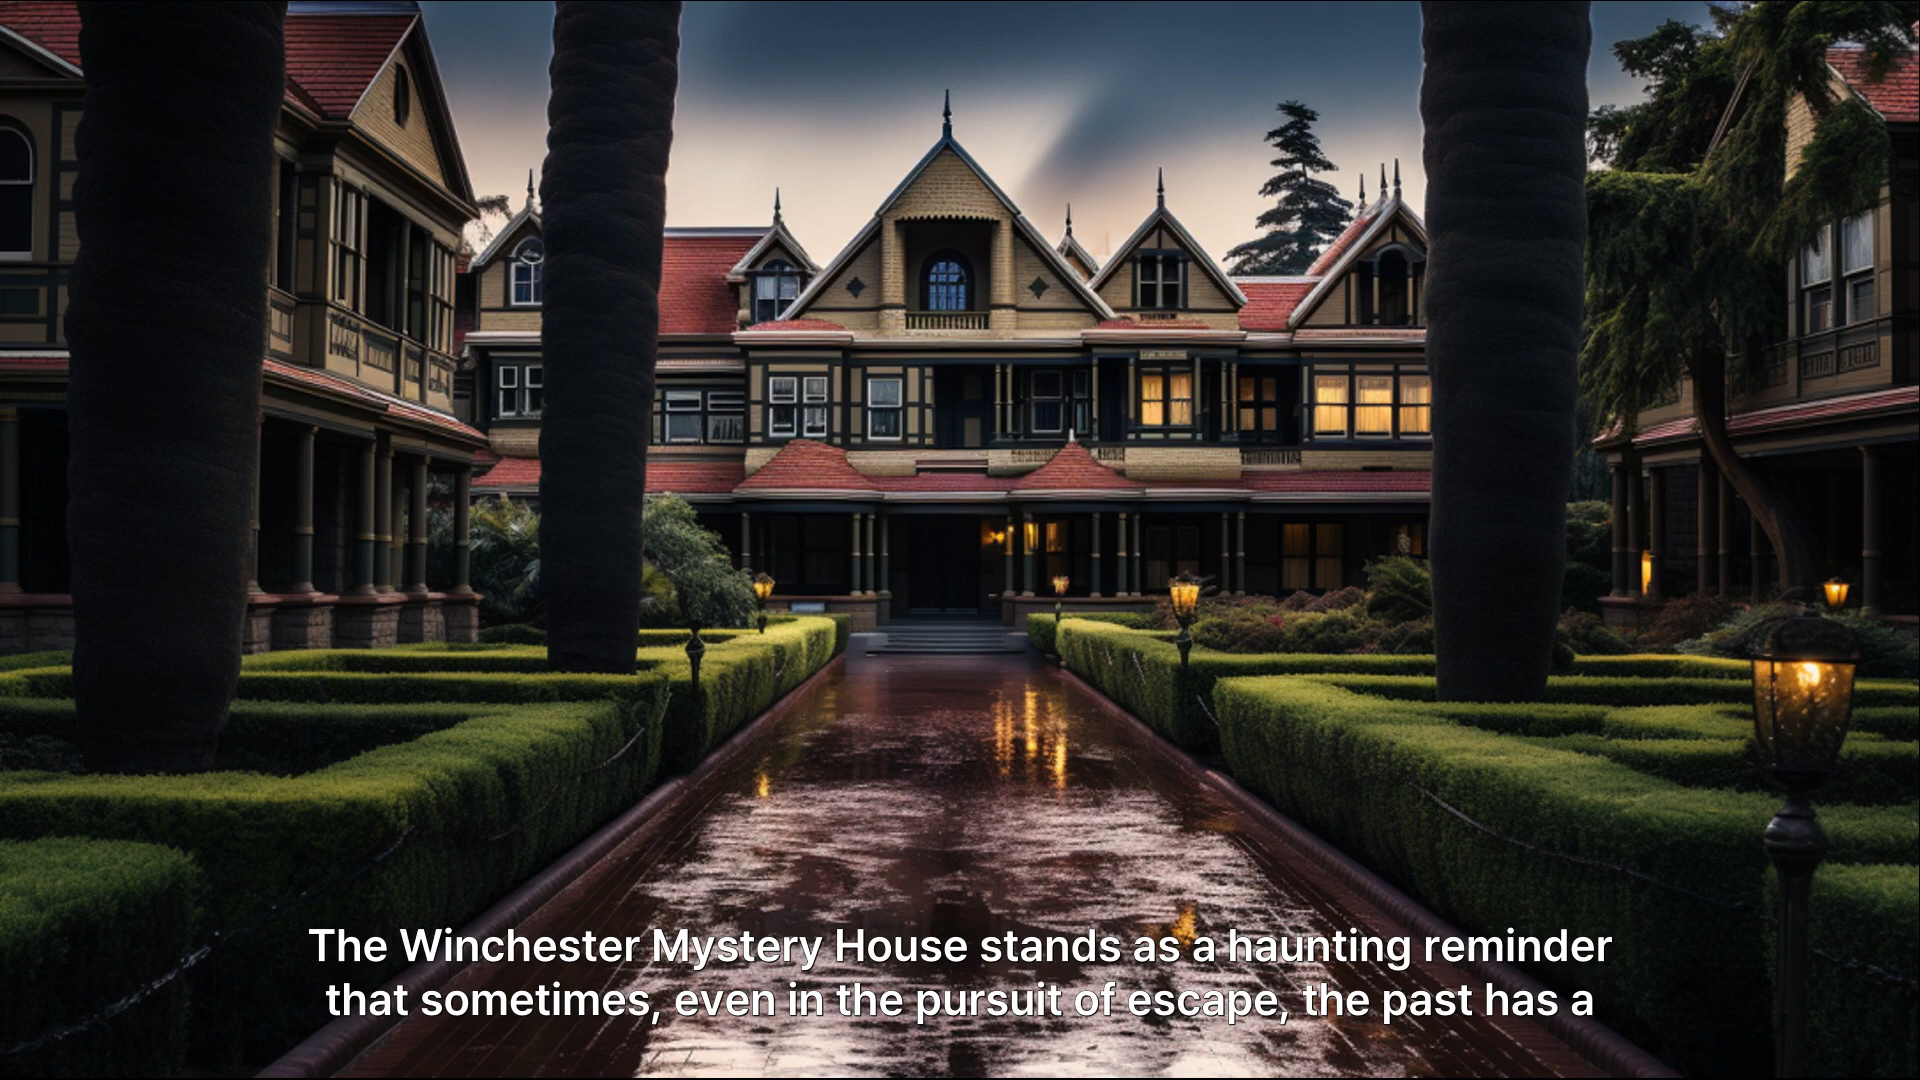 The Winchester Mystery House stands as a haunting reminder
that sometimes, even in the pursuit of escape, the past has a